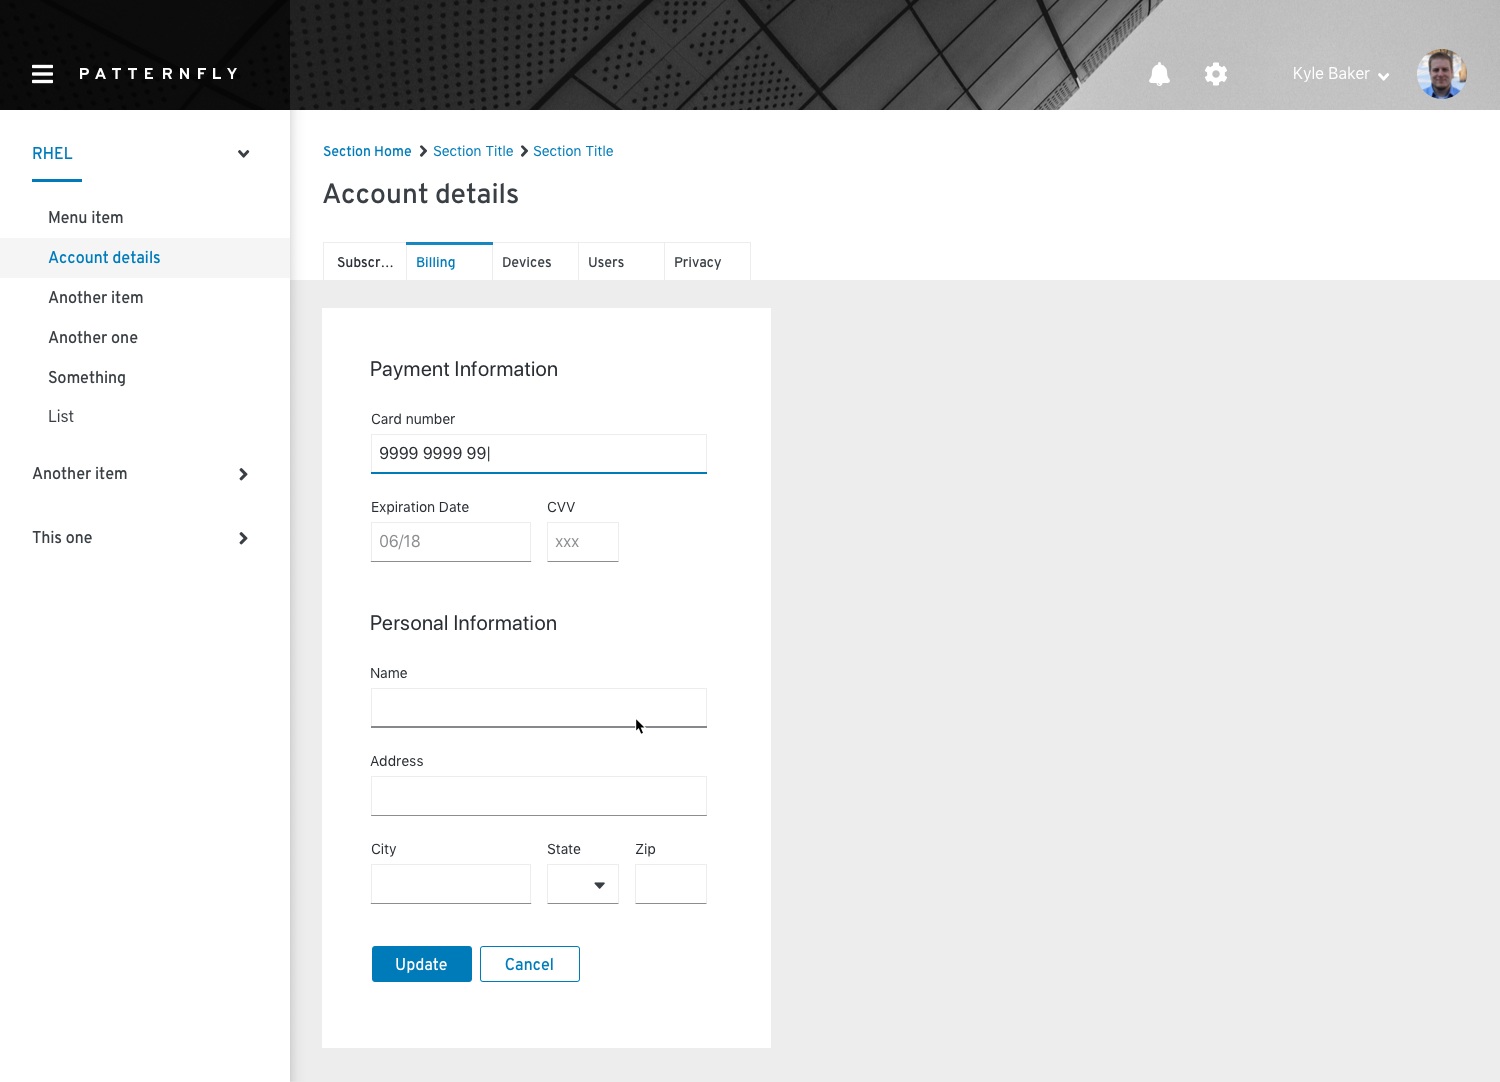 PATTERNFLY
Kyle Baker
RHEL
Menu item
Account details
Another item
Another one
Something
List
Another item
This one
Section Home Section Title Section Title
Account details
Subscr... Billing Devices Users Privacy
Payment Information
Card number
9999 9999 99
Expiration Date CVV
06/18 xxx
Personal Information
Name
Address
City State Zip
Update Cancel